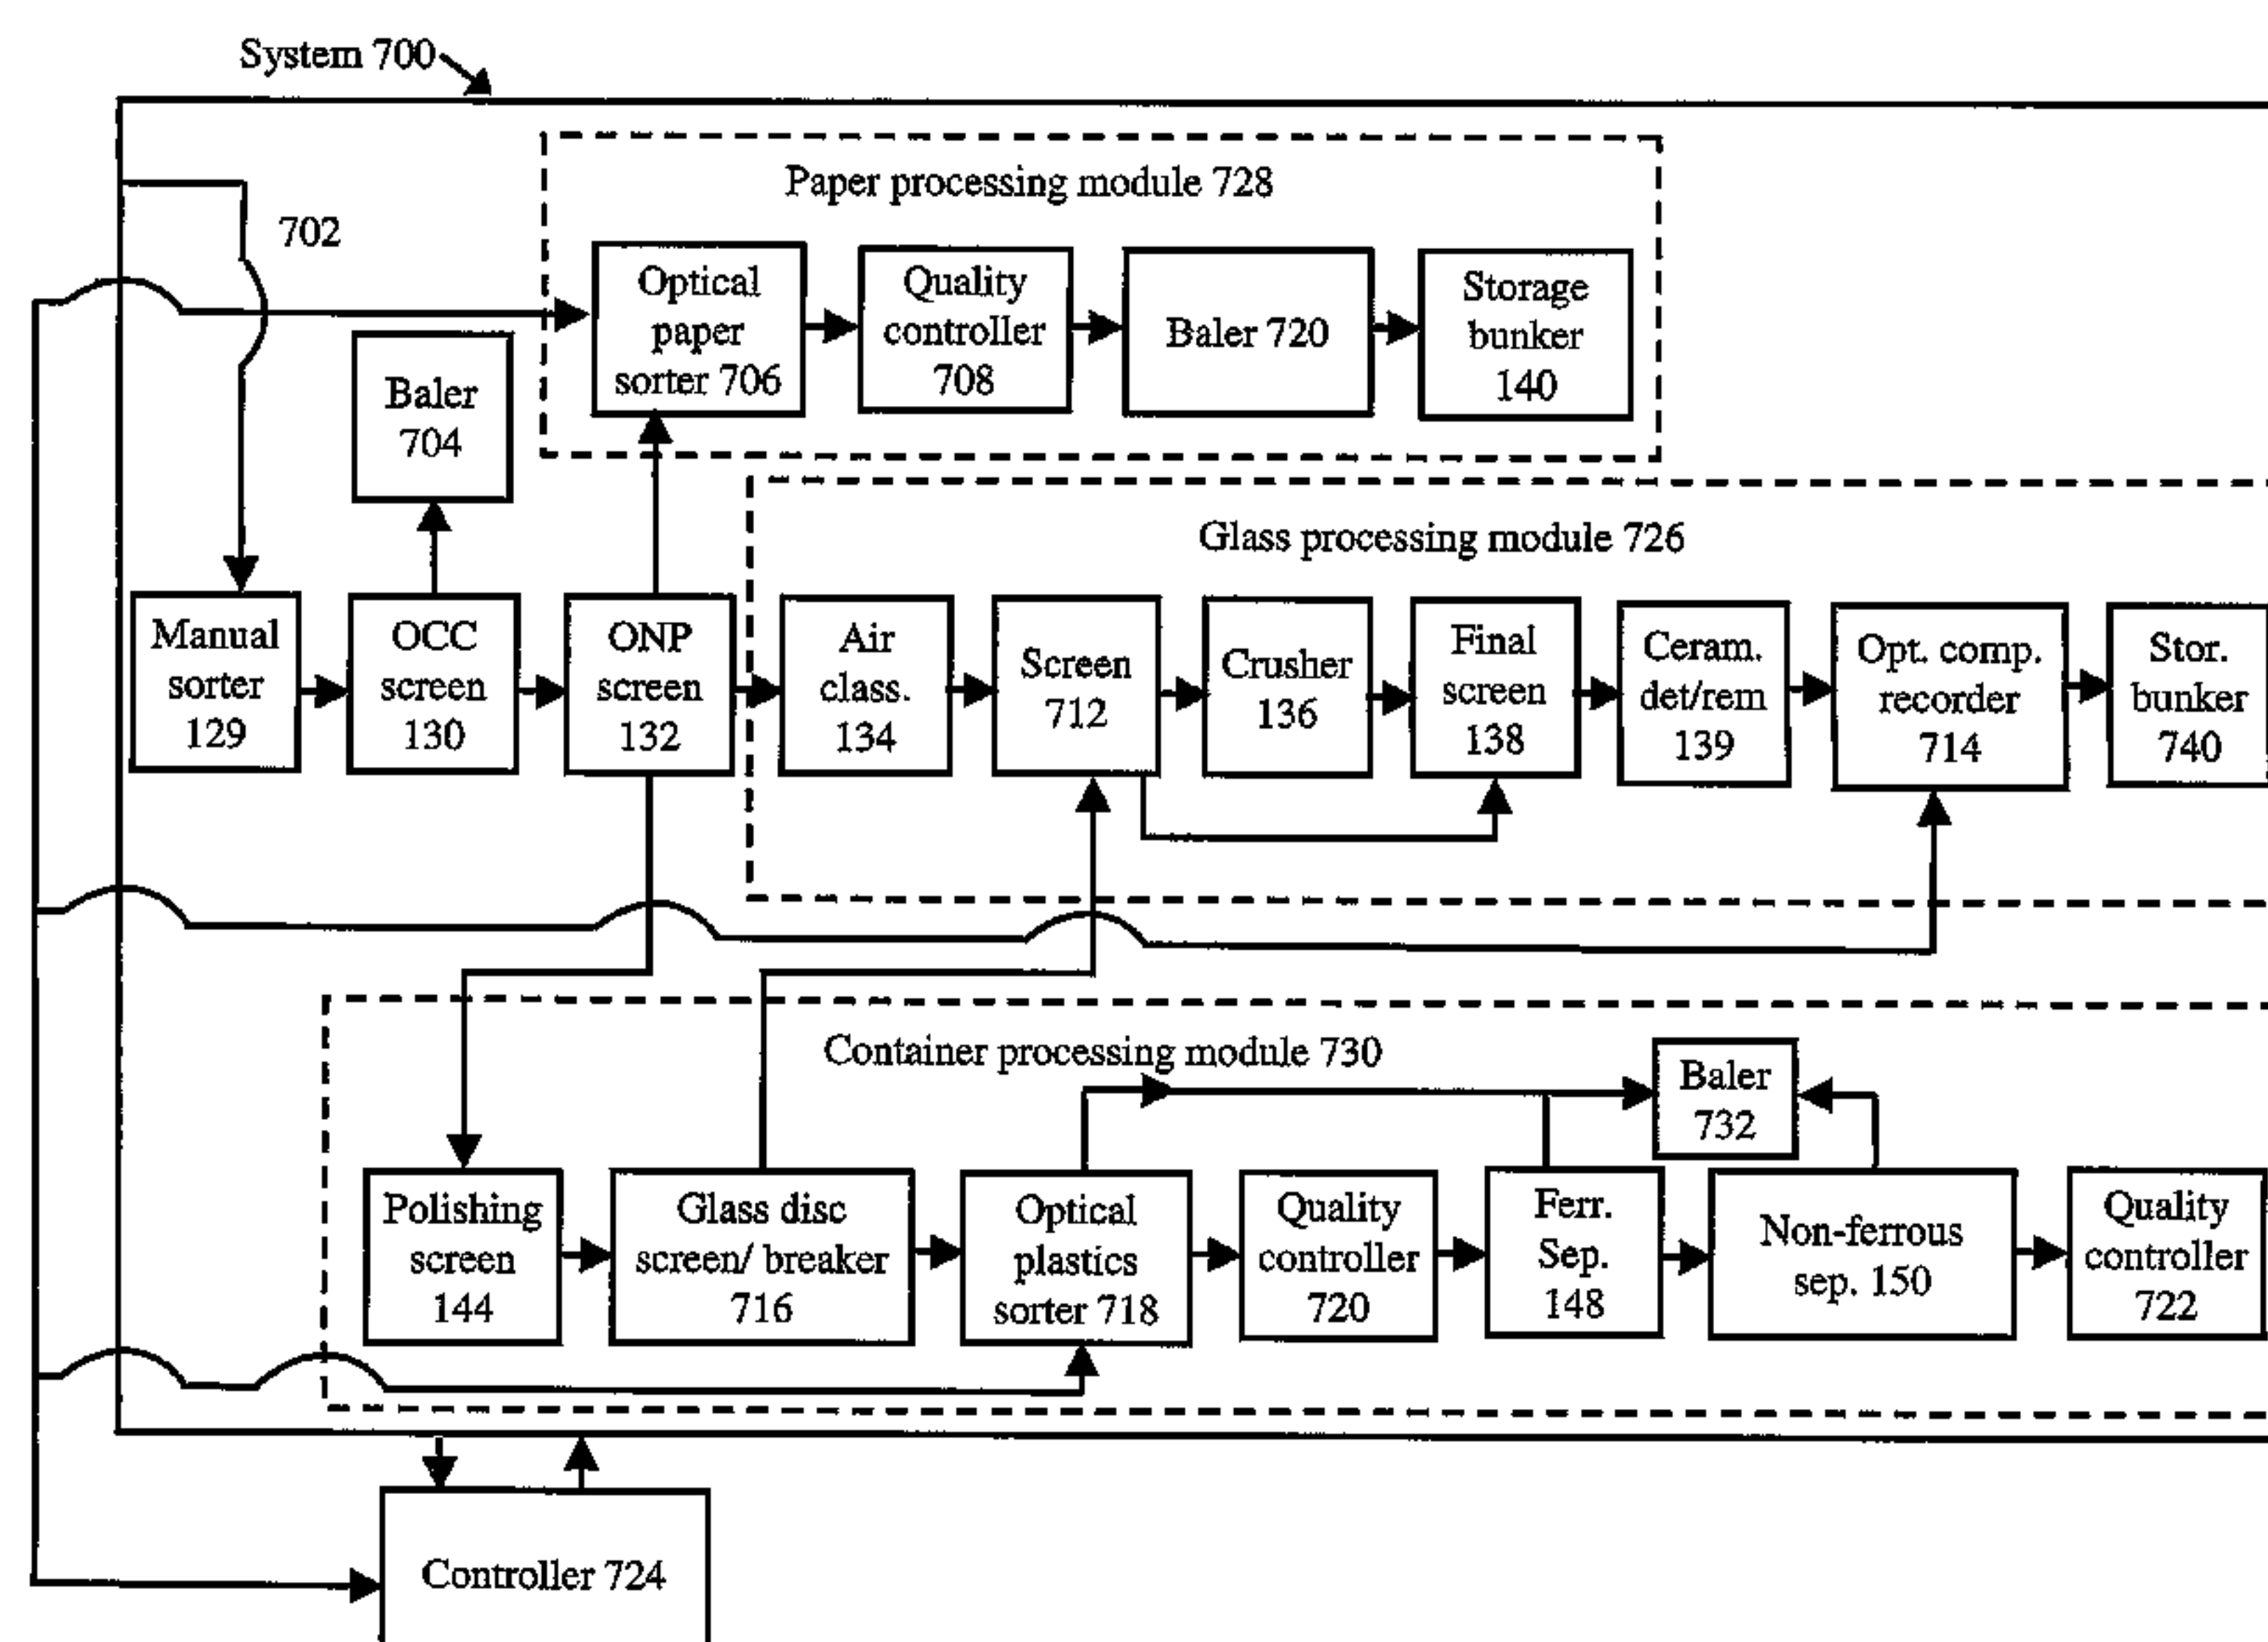 System 700
Paper processing module 728
702
Optical
paper
sorter 706
Quality
controller
708
Baler 720
Storage
bunker
140
Baler
704
Glass processing module 726
Manual
sorter
129
OCC
screen
130
ONP
screen
132
Air
class.
134
Screen
712
Crusher
136
Final
screen
138
Ceram.
det/rem
139
Opt. comp.
recorder
714
Stor.
bunker
740
Container processing module 730
Baler
732
Polishing
screen
144
Glass disc
screen/ breaker
716
Optical
plastics
sorter 718
Quality
controller
720
Ferr.
Sep.
148
Non-ferrous
sep. 150
Quality
controller
722
Controller 724